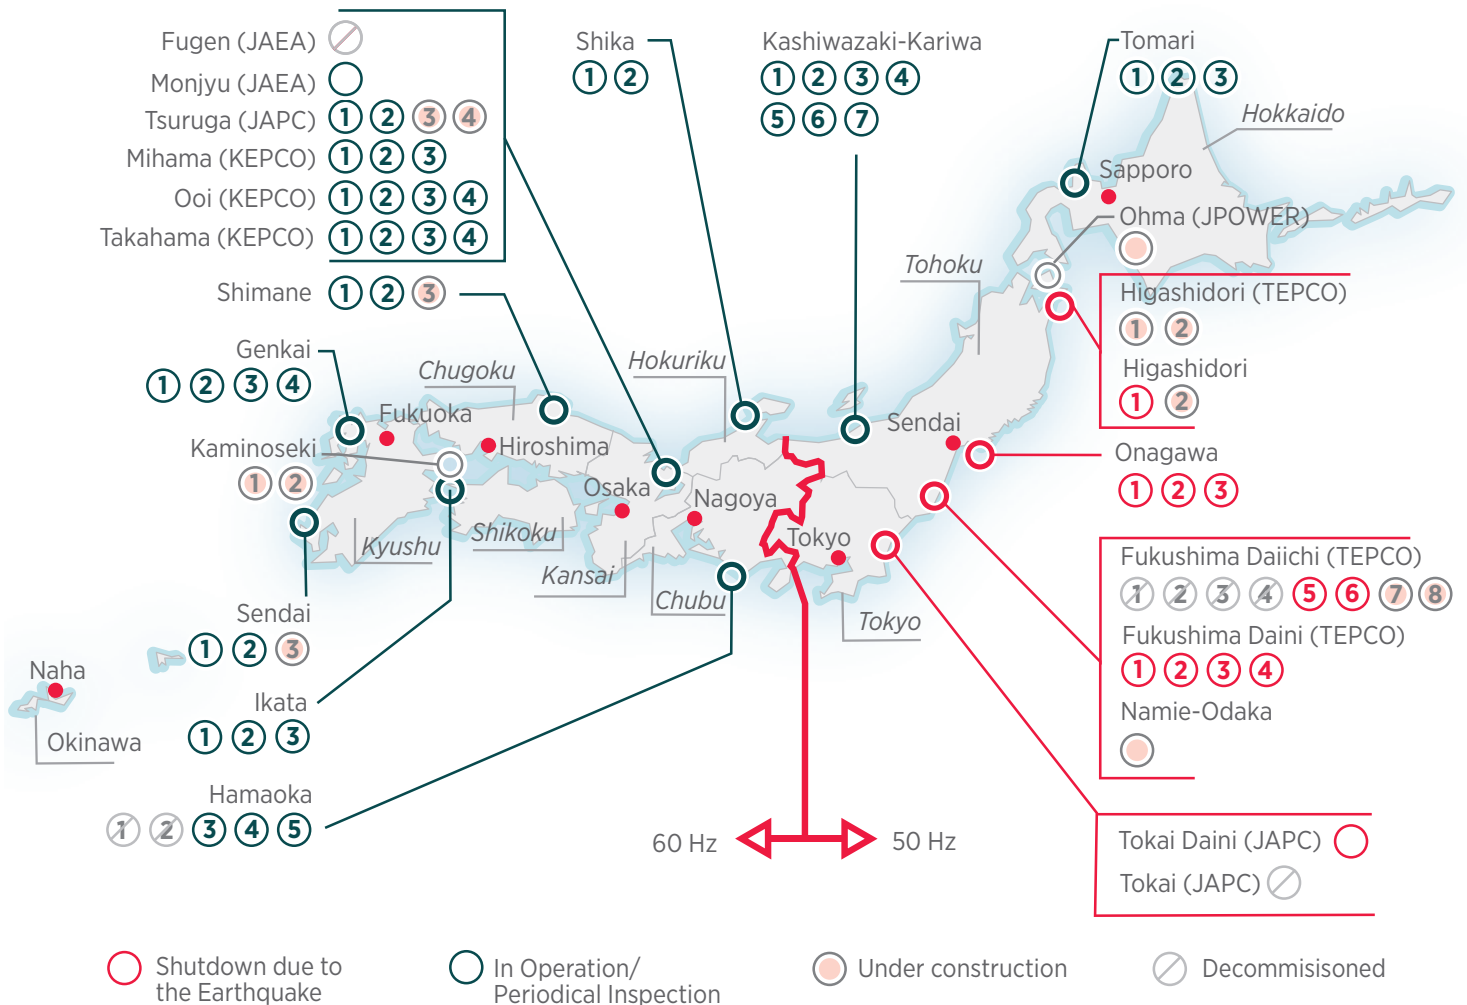 Fugen (JAEA)
Monjyu (JAEA)
Tsuruga (JAPC) 1 2 3 4
Mihama (KEPCO) 1 2 3
Ooi (KEPCO) 1 2 3 4
Takahama (KEPCO) 1 2 3 4
Shimane 1 2 3
Genkai
1 2 3 4
Kaminoseki
1 2
Sendai
1 2 3
Ikata
1 2 3
Hamaoka
1 2 3 4 5
Naha
Okinawa
Shika
1 2
Kashiwazaki-Kariwa
1 2 3 4
5 6 7
Tomari
1 2 3
Hokkaido
Sapporo
Ohma (JPOWER)
Tohoku
Higashidori (TEPCO)
1 2
Higashidori
1 2
Onagawa
1 2 3
Fukushima Daiichi (TEPCO)
1 2 3 4 5 6 7 8
Fukushima Daini (TEPCO)
1 2 3 4
Namie-Odaka
Tokai Daini (JAPC)
Tokai (JAPC)
Hokuriku
Chugoku
Fukuoka
Hiroshima
Sendai
Osaka
Nagoya
Tokyo
Shikoku
Kyushu
Kansai
Chubu
Tokyo
60 Hz
50 Hz
Shutdown due to
the Earthquake
In Operation/
Periodical Inspection
Under construction
Decommisisoned